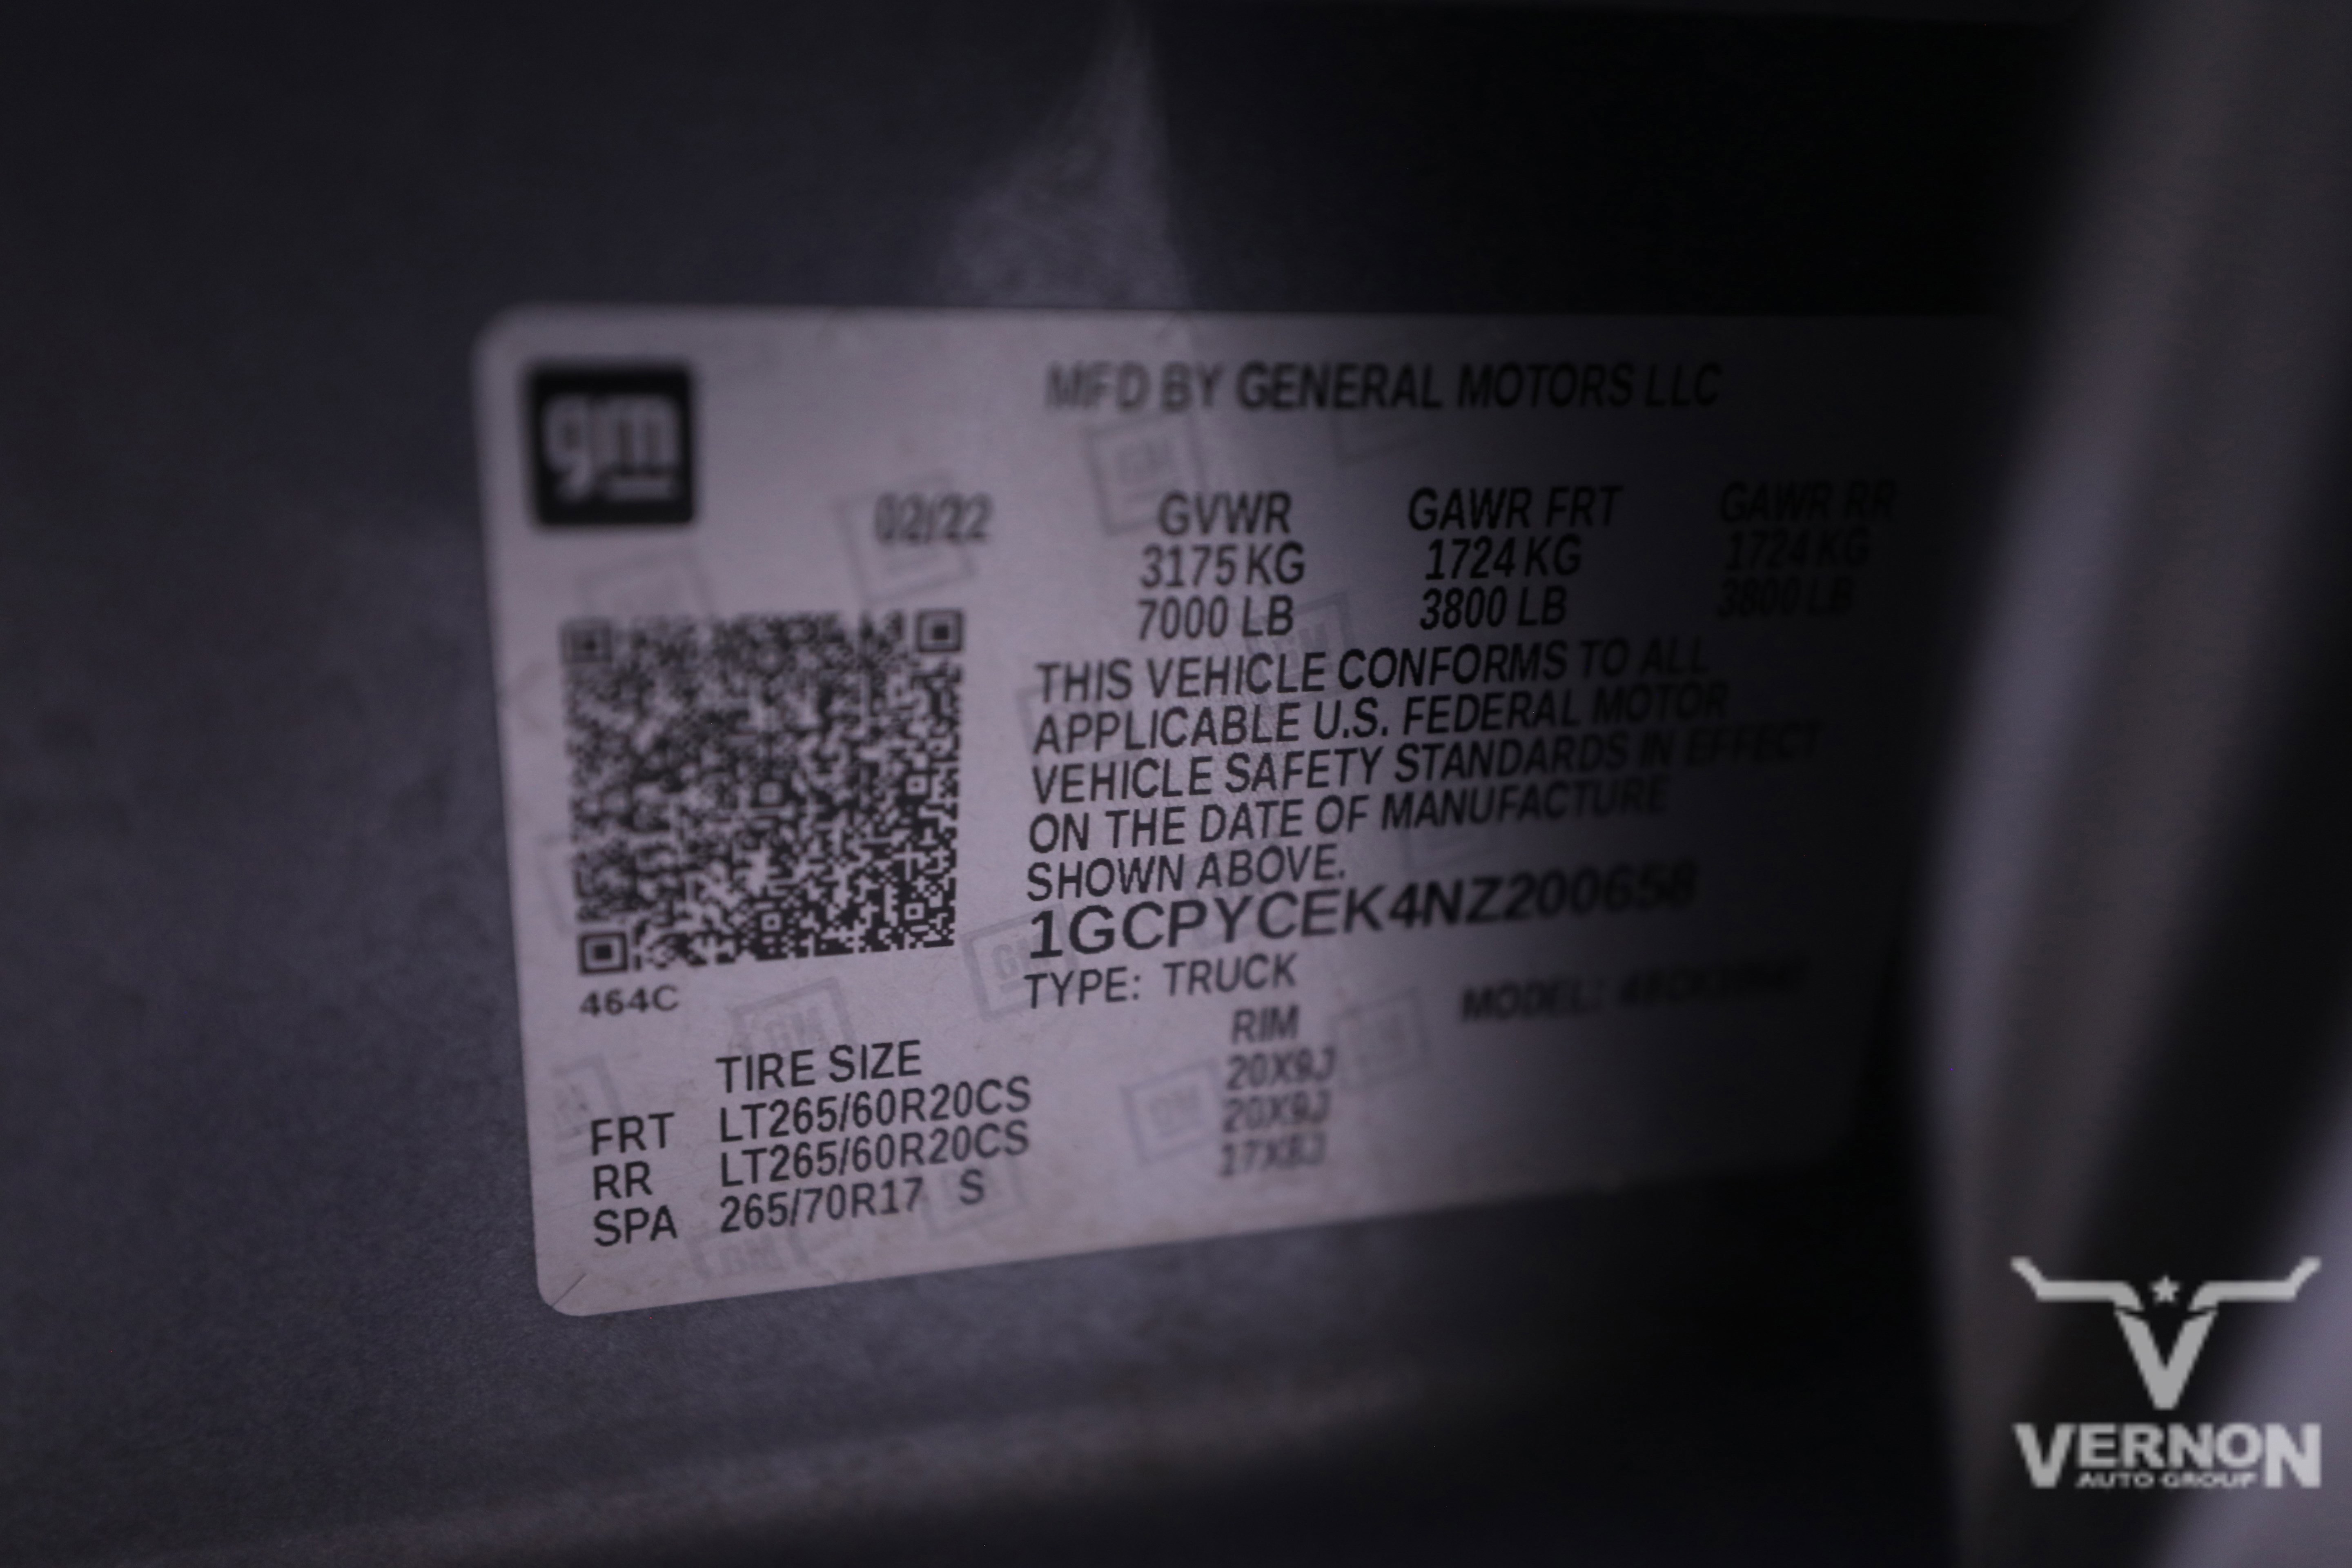 gm
MFD BY GENERAL MOTORS LLC
02/22 GVWR GAWR FRT GAWR RR
3175 KG 1724 KG 1724 KG
7000 LB 3800 LB 3800 LB
THIS VEHICLE CONFORMS TO ALL
APPLICABLE U.S. FEDERAL MOTOR
VEHICLE SAFETY STANDARDS IN EFFECT
ON THE DATE OF MANUFACTURE
SHOWN ABOVE.
1GCPYCEK4NZ200658
464C
TYPE: TRUCK MODEL:
TIRE SIZE RIM
FRT LT265/60R20CS 20X9J
RR LT265/60R20CS 20X9J
SPA 265/70R17 S 17X8J
VERNON
AUTO GROUP